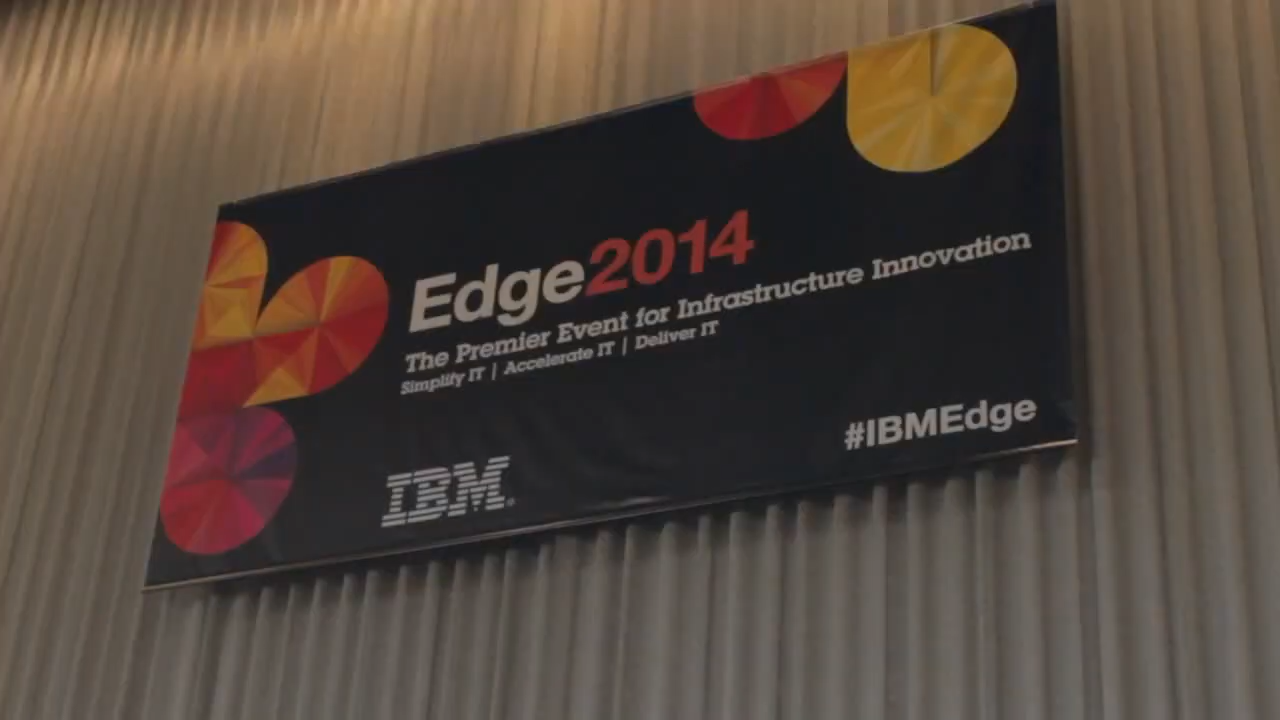 Edge2014
The Premier Event for Infrastructure Innovation
Simplify IT | Accelerate IT | Deliver IT
#IBMEdge
IBM®